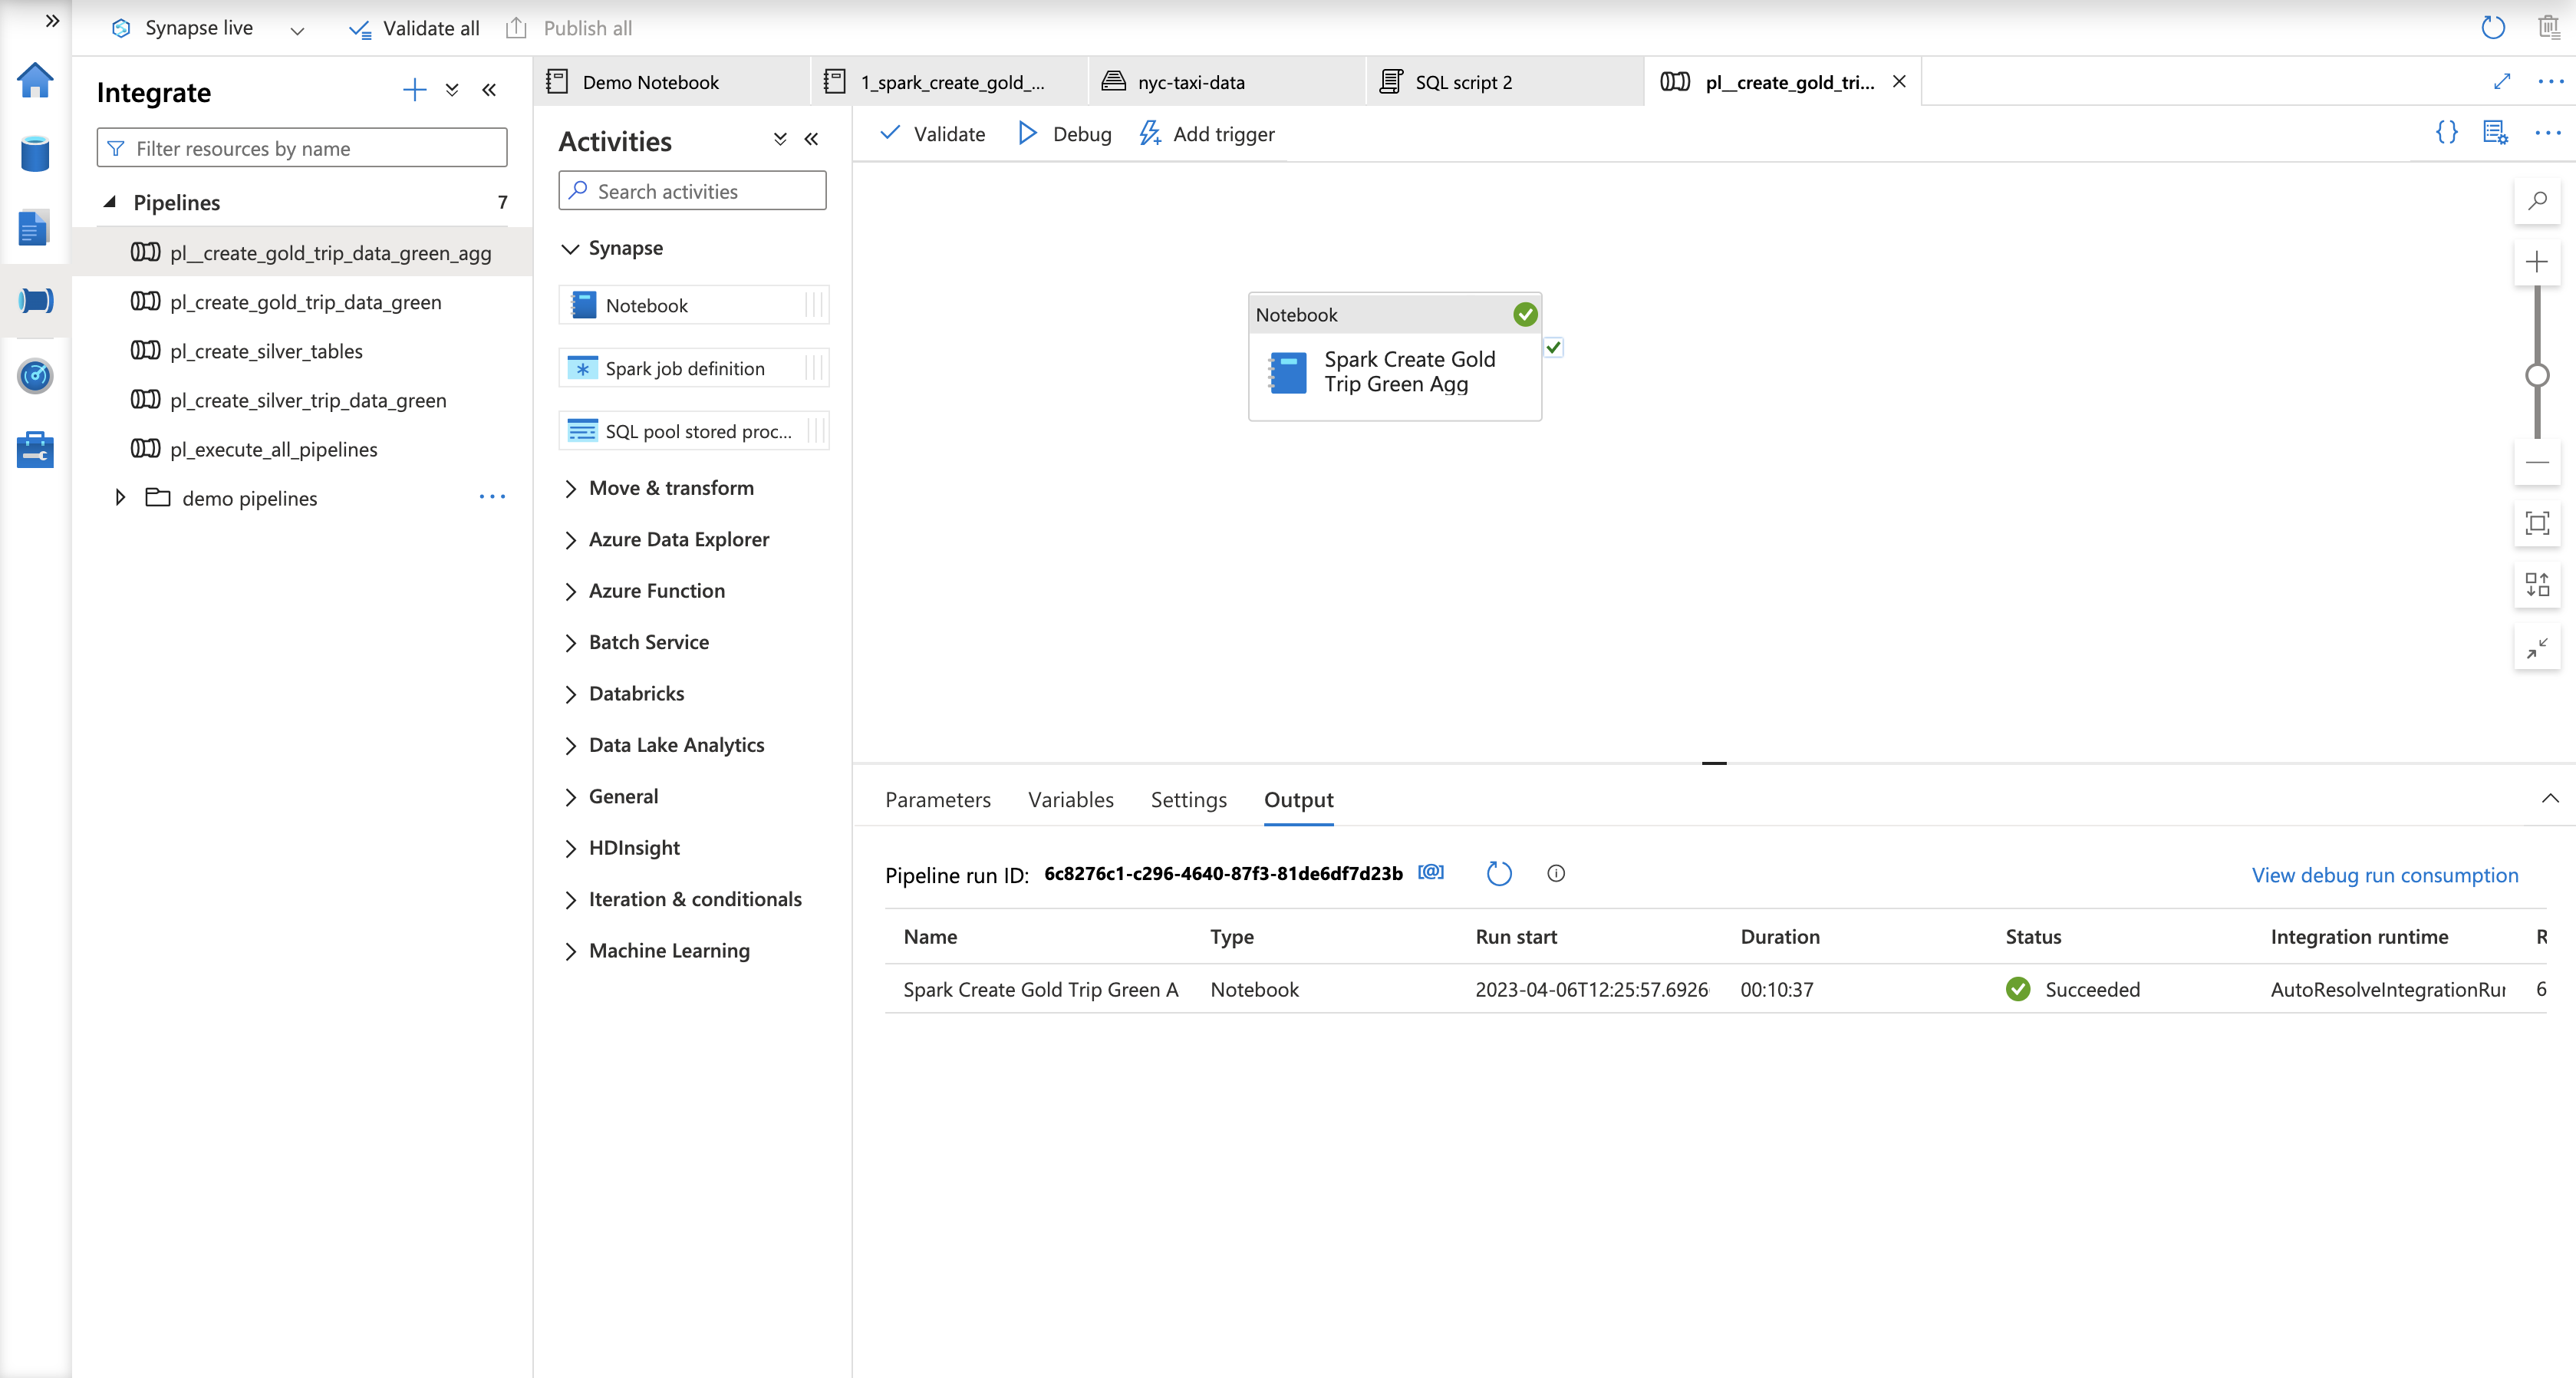 Synapse live
Validate all
Publish all
Integrate
Filter resources by name
Pipelines
7
pl__create_gold_trip_data_green_agg
pl_create_gold_trip_data_green
pl_create_silver_tables
pl_create_silver_trip_data_green
pl_execute_all_pipelines
demo pipelines
Demo Notebook
1_spark_create_gold_...
nyc-taxi-data
SQL script 2
pl__create_gold_tri...
Activities
Search activities
Synapse
Notebook
Spark job definition
SQL pool stored proc...
Move & transform
Azure Data Explorer
Azure Function
Batch Service
Databricks
Data Lake Analytics
General
HDInsight
Iteration & conditionals
Machine Learning
Validate
Debug
Add trigger
Notebook
Spark Create Gold
Trip Green Agg
Parameters
Variables
Settings
Output
Pipeline run ID: 6c8276c1-c296-4640-87f3-81de6df7d23b
View debug run consumption
Name
Type
Run start
Duration
Status
Integration runtime
R
Spark Create Gold Trip Green A
Notebook
2023-04-06T12:25:57.6926
00:10:37
Succeeded
AutoResolveIntegrationRu
6